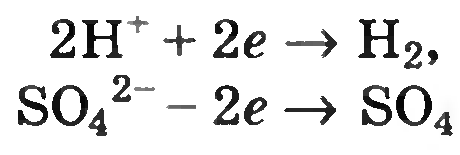 2H⁺ + 2e → H₂,
SO₄²⁻ − 2e → SO₄